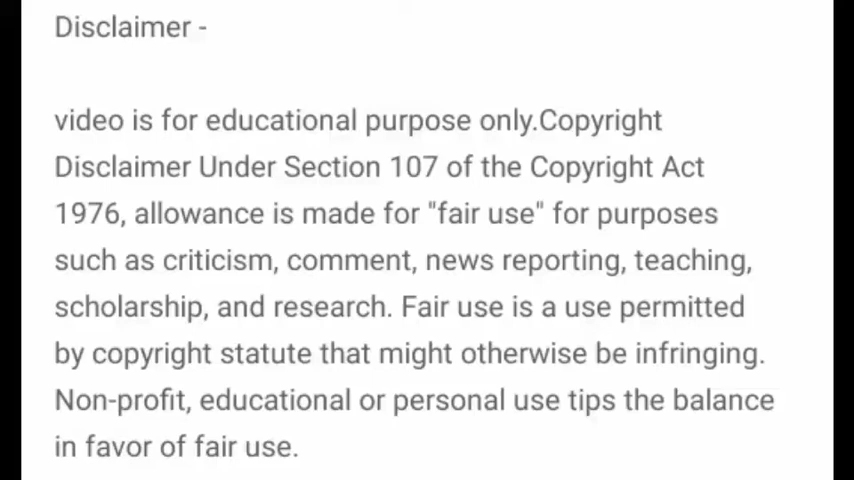 Disclaimer -
video is for educational purpose only.Copyright
Disclaimer Under Section 107 of the Copyright Act
1976, allowance is made for "fair use" for purposes
such as criticism, comment, news reporting, teaching,
scholarship, and research. Fair use is a use permitted
by copyright statute that might otherwise be infringing.
Non-profit, educational or personal use tips the balance
in favor of fair use.